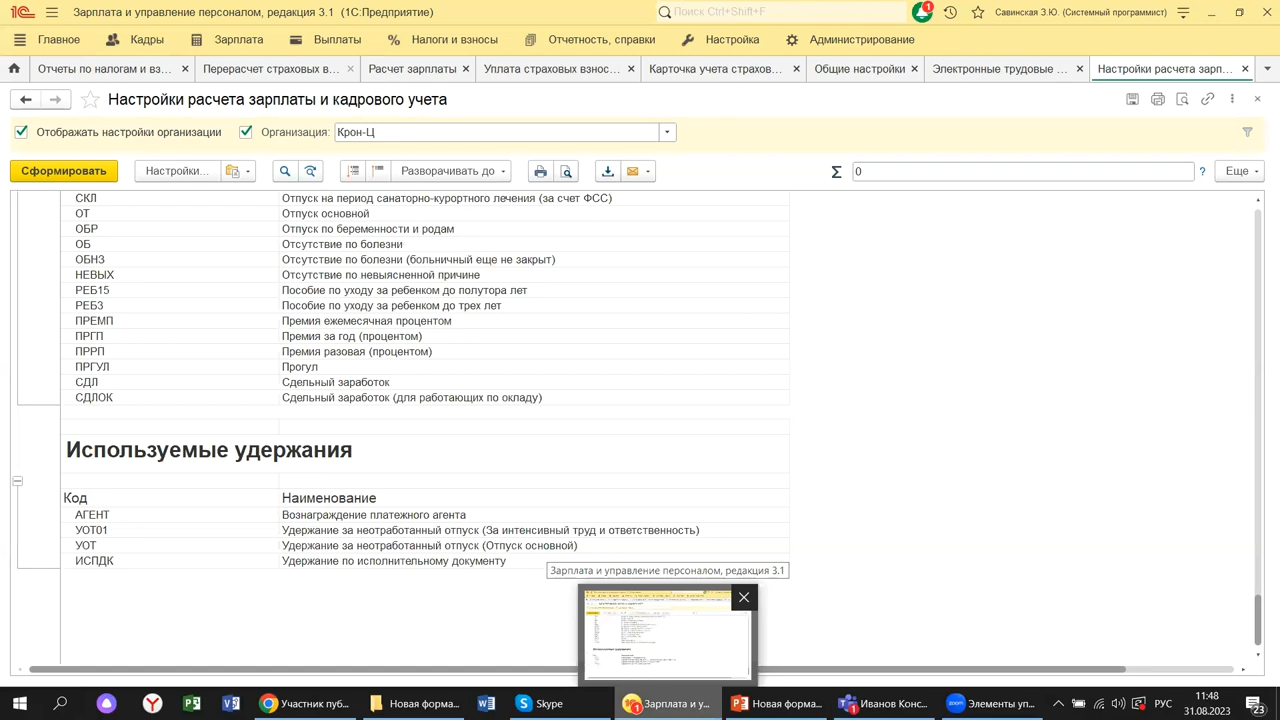 Зарплата и управление персоналом, редакция 3.1 (1С:Предприятие)
Поиск Ctrl+Shift+F
1
Савинская З.Ю. (Системный программист)
Главное
Кадры
Зарплата
Выплаты
Налоги и взносы
Отчетность, справки
Настройка
Администрирование
Отчеты по налогам и вз...
Перерасчет страховых в...
Расчет зарплаты
Уплата страховых взнос...
Карточка учета страхов...
Общие настройки
Электронные трудовые ...
Настройки расчета зарп...
Настройки расчета зарплаты и кадрового учета
Отображать настройки организации
Организация:
Крон-Ц
Сформировать
Настройки...
Разворачивать до
Σ
0
?
Еще
СКЛ Отпуск на период санаторно-курортного лечения (за счет ФСС)
ОТ Отпуск основной
ОБР Отпуск по беременности и родам
ОБ Отсутствие по болезни
ОБНЗ Отсутствие по болезни (больничный еще не закрыт)
НЕВЫХ Отсутствие по невыясненной причине
РЕБ15 Пособие по уходу за ребенком до полутора лет
РЕБ3 Пособие по уходу за ребенком до трех лет
ПРЕМП Премия ежемесячная процентом
ПРГП Премия за год (процентом)
ПРРП Премия разовая (процентом)
ПРГУЛ Прогул
СДЛ Сдельный заработок
СДЛОК Сдельный заработок (для работающих по окладу)
Используемые удержания
Код Наименование
АГЕНТ Вознаграждение платежного агента
УОТ01 Удержание за неотработанный отпуск (За интенсивный труд и ответственность)
УОТ Удержание за неотработанный отпуск (Отпуск основной)
ИСПДК Удержание по исполнительному документу
Зарплата и управление персоналом, редакция 3.1
Участник пуб...
Новая форма...
Skype
Зарплата и у...
Новая форма...
Иванов Конс...
Элементы уп...
РУС
11:48
31.08.2023
23